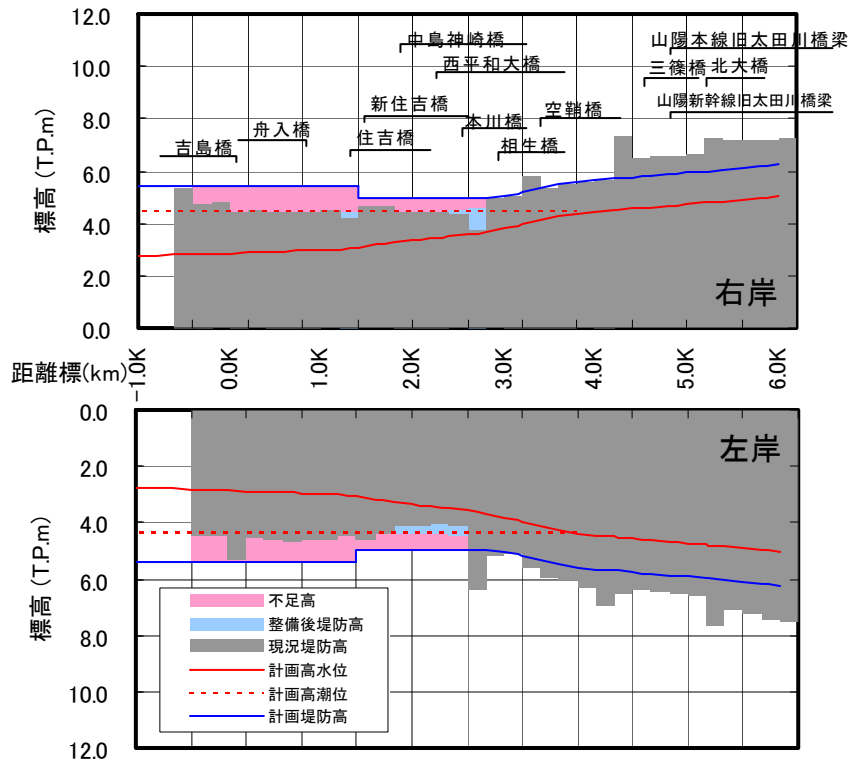 14.0
12.0
10.0
8.0
6.0
4.0
2.0
0.0
標高 (T.P.m)
中島神崎橋
山陽本線旧太田川橋梁
西平和大橋
三篠橋
北大橋
新住吉橋
空鞘橋
山陽新幹線旧太田川橋梁
舟入橋
住吉橋
本川橋
吉島橋
相生橋
右岸
距離標(km)
-1.0K
0.0K
1.0K
2.0K
3.0K
4.0K
5.0K
6.0K
0.0
2.0
4.0
6.0
8.0
10.0
12.0
標高 (T.P.m)
左岸
不足高
整備後堤防高
現況堤防高
計画高水位
計画高潮位
計画堤防高